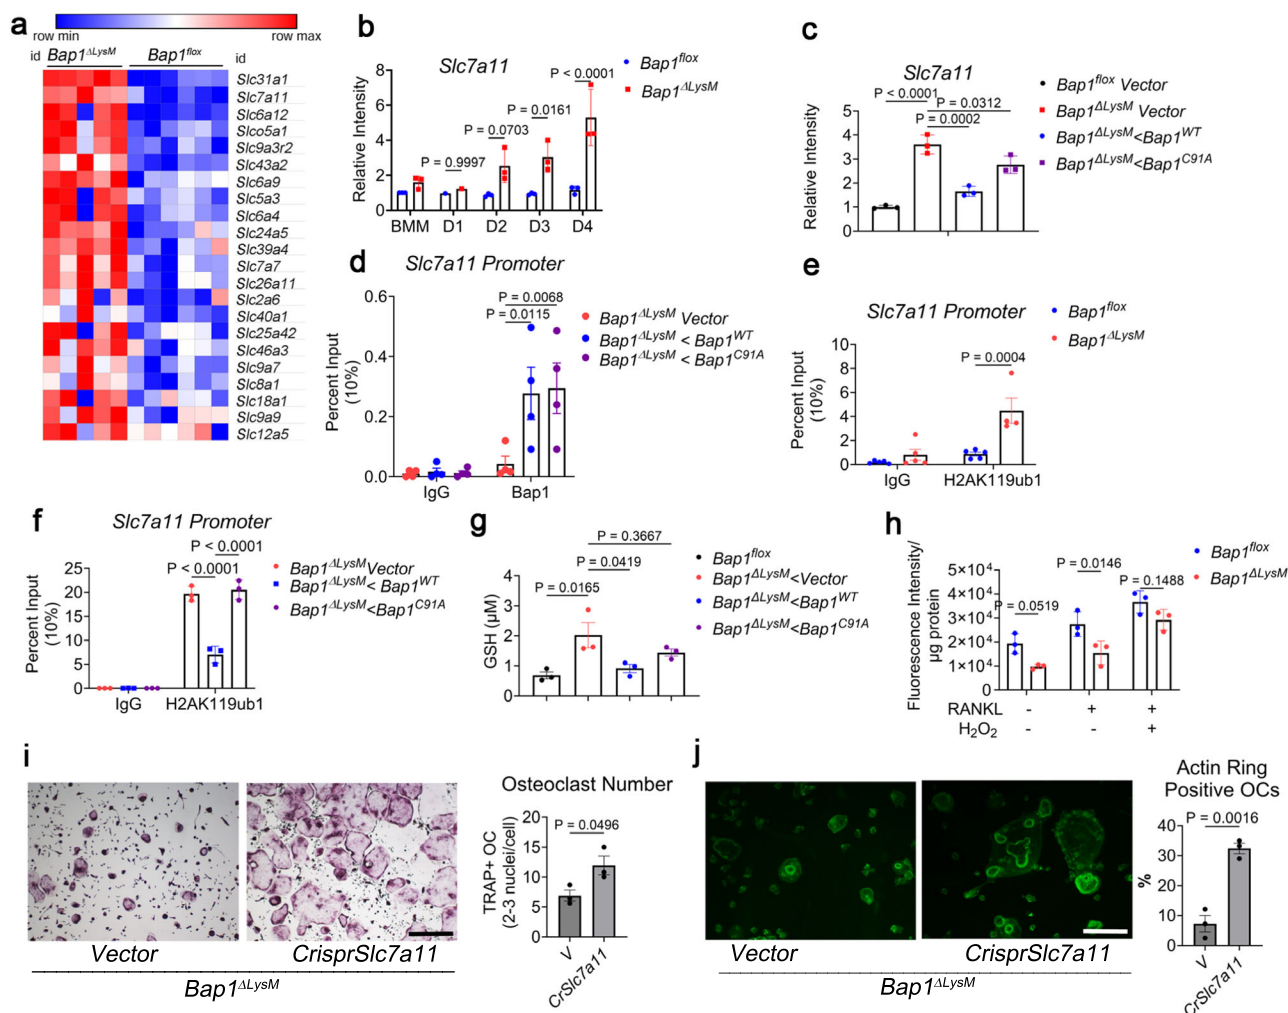 a
row min
row max
id
Bap1ΔLysM
Bap1flox
id
Slc31a1
Slc7a11
Slc6a12
Slco5a1
Slc9a3r2
Slc43a2
Slc6a9
Slc5a3
Slc6a4
Slc24a5
Slc39a4
Slc7a7
Slc26a11
Slc2a6
Slc40a1
Slc25a42
Slc46a3
Slc9a7
Slc8a1
Slc18a1
Slc9a9
Slc12a5
b
Slc7a11
Bap1flox
Bap1ΔLysM
Relative Intensity
8
6
4
2
0
P = 0.9997
P = 0.0703
P = 0.0161
P < 0.0001
BMM D1 D2 D3 D4
c
Slc7a11
P < 0.0001
P = 0.0312
P = 0.0002
Relative Intensity
5
4
3
2
1
0
Bap1flox Vector
Bap1ΔLysM Vector
Bap1ΔLysM<Bap1WT
Bap1ΔLysM<Bap1C91A
d
Slc7a11 Promoter
Percent Input
(10%)
0.6
0.4
0.2
0.0
P = 0.0068
P = 0.0115
IgG Bap1
Bap1ΔLysM Vector
Bap1ΔLysM < Bap1WT
Bap1ΔLysM < Bap1C91A
e
Slc7a11 Promoter
Percent Input
(10%)
10
8
6
4
2
0
P = 0.0004
IgG H2AK119ub1
Bap1flox
Bap1ΔLysM
f
Slc7a11 Promoter
Percent Input
(10%)
25
20
15
10
5
0
P < 0.0001
P < 0.0001
IgG H2AK119ub1
Bap1ΔLysM Vector
Bap1ΔLysM < Bap1WT
Bap1ΔLysM<Bap1C91A
g
GSH (µM)
4
3
2
1
0
P = 0.3667
P = 0.0419
P = 0.0165
Bap1flox
Bap1ΔLysM<Vector
Bap1ΔLysM<Bap1WT
Bap1ΔLysM<Bap1C91A
h
Fluorescence Intensity/
µg protein
5×10⁴
4×10⁴
3×10⁴
2×10⁴
1×10⁴
0
P = 0.0519
P = 0.0146
P = 0.1488
RANKL - + +
H₂O₂ - - +
Bap1flox
Bap1ΔLysM
i
Vector
CrisprSlc7a11
Bap1ΔLysM
Osteoclast Number
TRAP+ OC
(2-3 nuclei/cell)
20
15
10
5
0
P = 0.0496
V
CrSlc7a11
j
Vector
CrisprSlc7a11
Bap1ΔLysM
Actin Ring
Positive OCs
P = 0.0016
%
40
30
20
10
0
V
CrSlc7a11